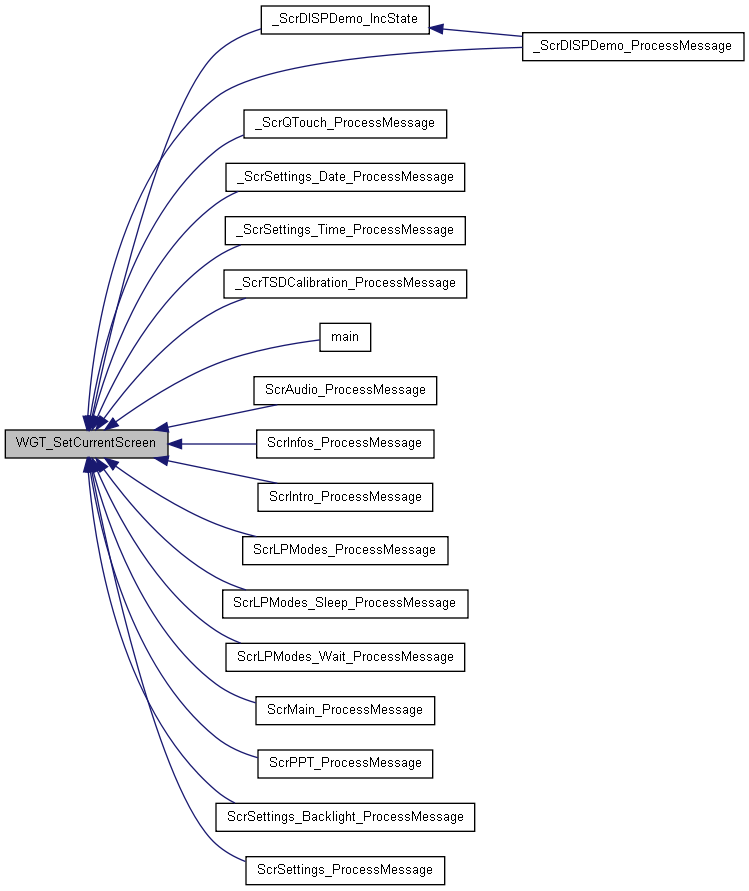 _ScrDISPDemo_IncState
_ScrDISPDemo_ProcessMessage
_ScrQTouch_ProcessMessage
_ScrSettings_Date_ProcessMessage
_ScrSettings_Time_ProcessMessage
_ScrTSDCalibration_ProcessMessage
main
ScrAudio_ProcessMessage
WGT_SetCurrentScreen
ScrInfos_ProcessMessage
ScrIntro_ProcessMessage
ScrLPModes_ProcessMessage
ScrLPModes_Sleep_ProcessMessage
ScrLPModes_Wait_ProcessMessage
ScrMain_ProcessMessage
ScrPPT_ProcessMessage
ScrSettings_Backlight_ProcessMessage
ScrSettings_ProcessMessage